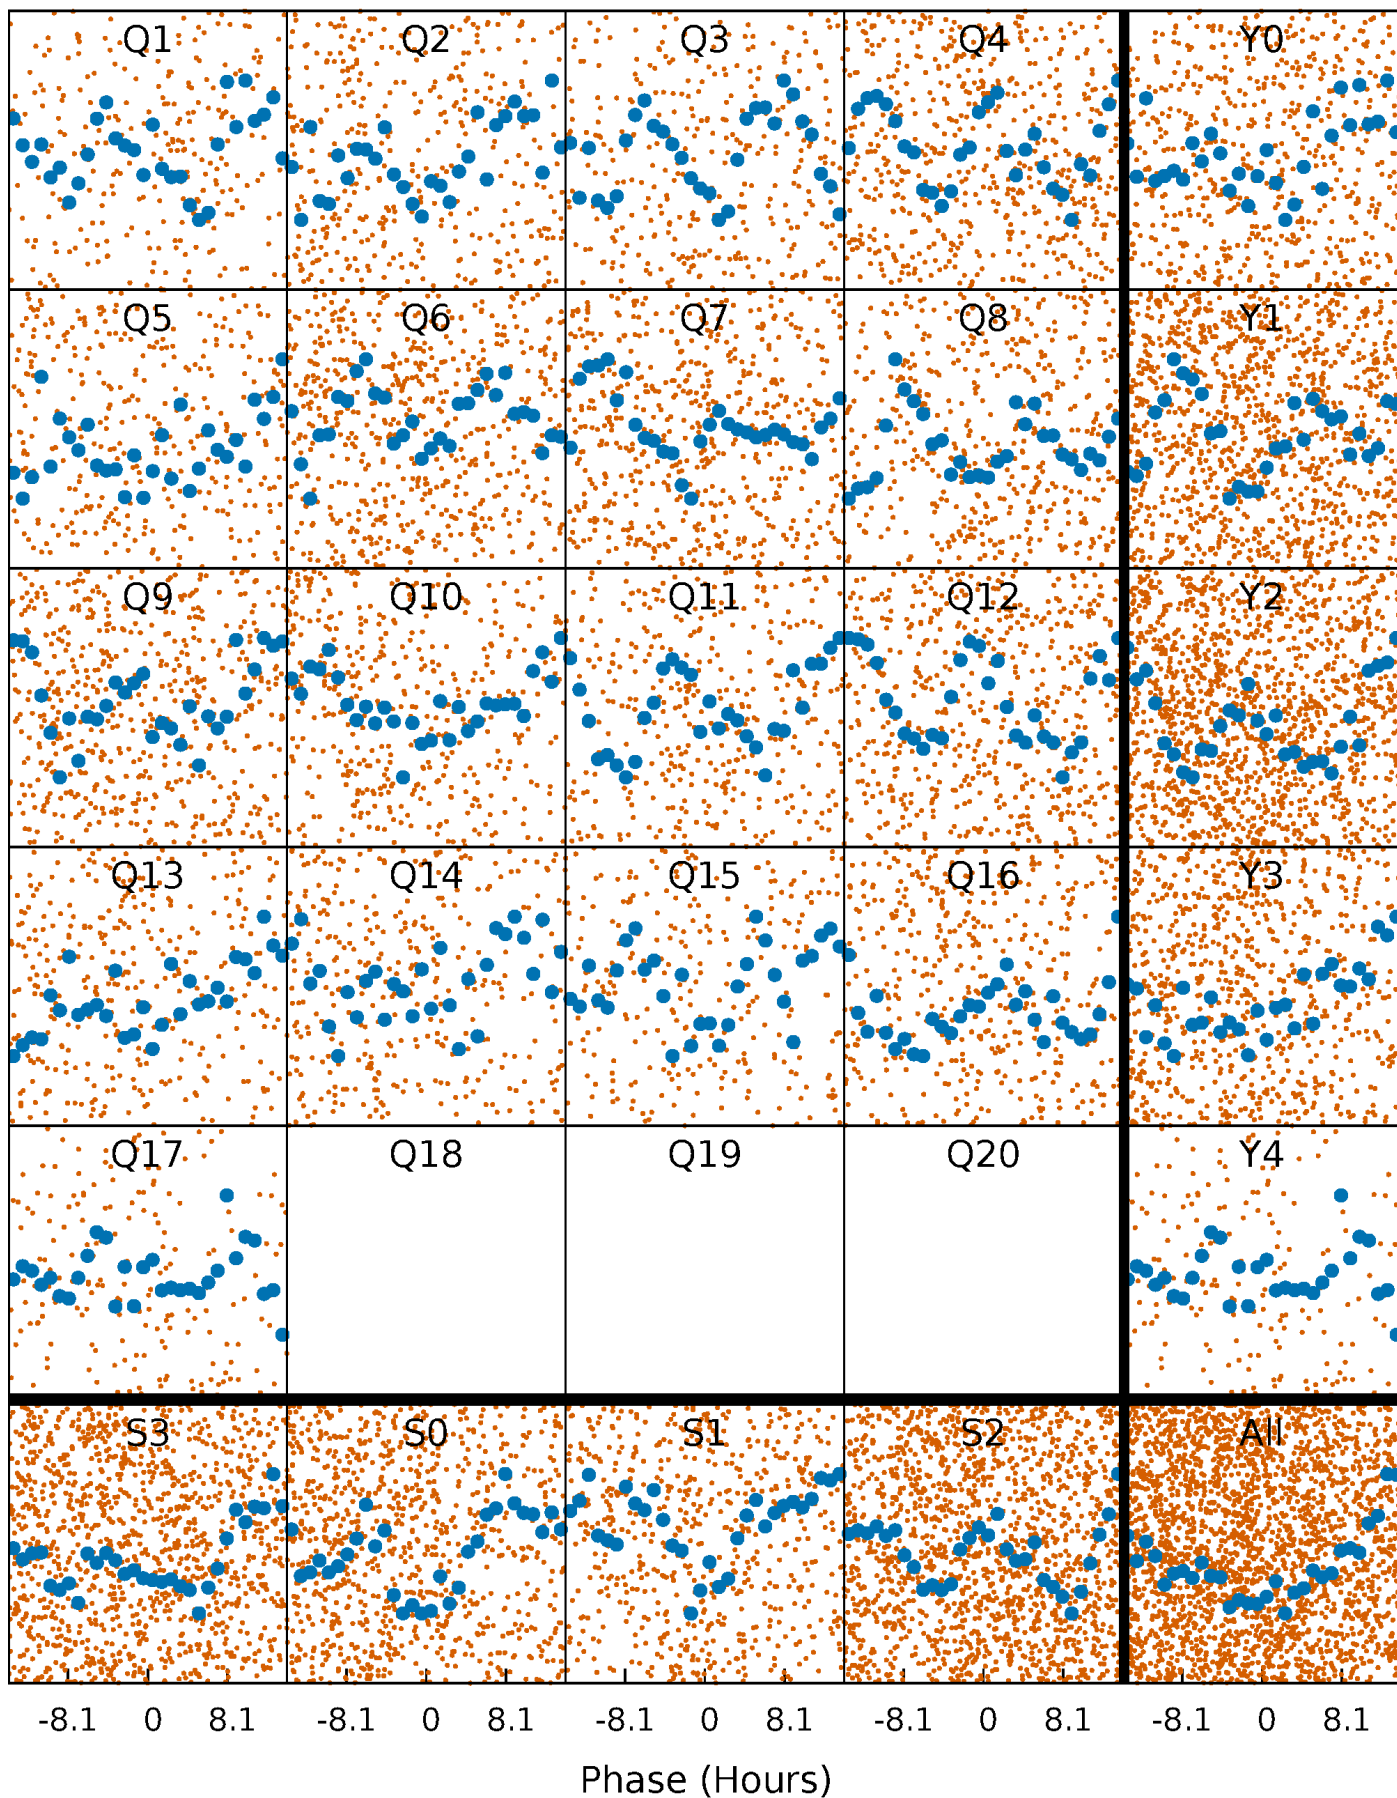 Q1 Q2 Q3 Q4 Y0
Q5 Q6 Q7 Q8 Y1
Q9 Q10 Q11 Q12 Y2
Q13 Q14 Q15 Q16 Y3
Q17 Q18 Q19 Q20 Y4
S3 S0 S1 S2 All
-8.1 0 8.1 -8.1 0 8.1 -8.1 0 8.1 -8.1 0 8.1 -8.1 0 8.1
Phase (Hours)